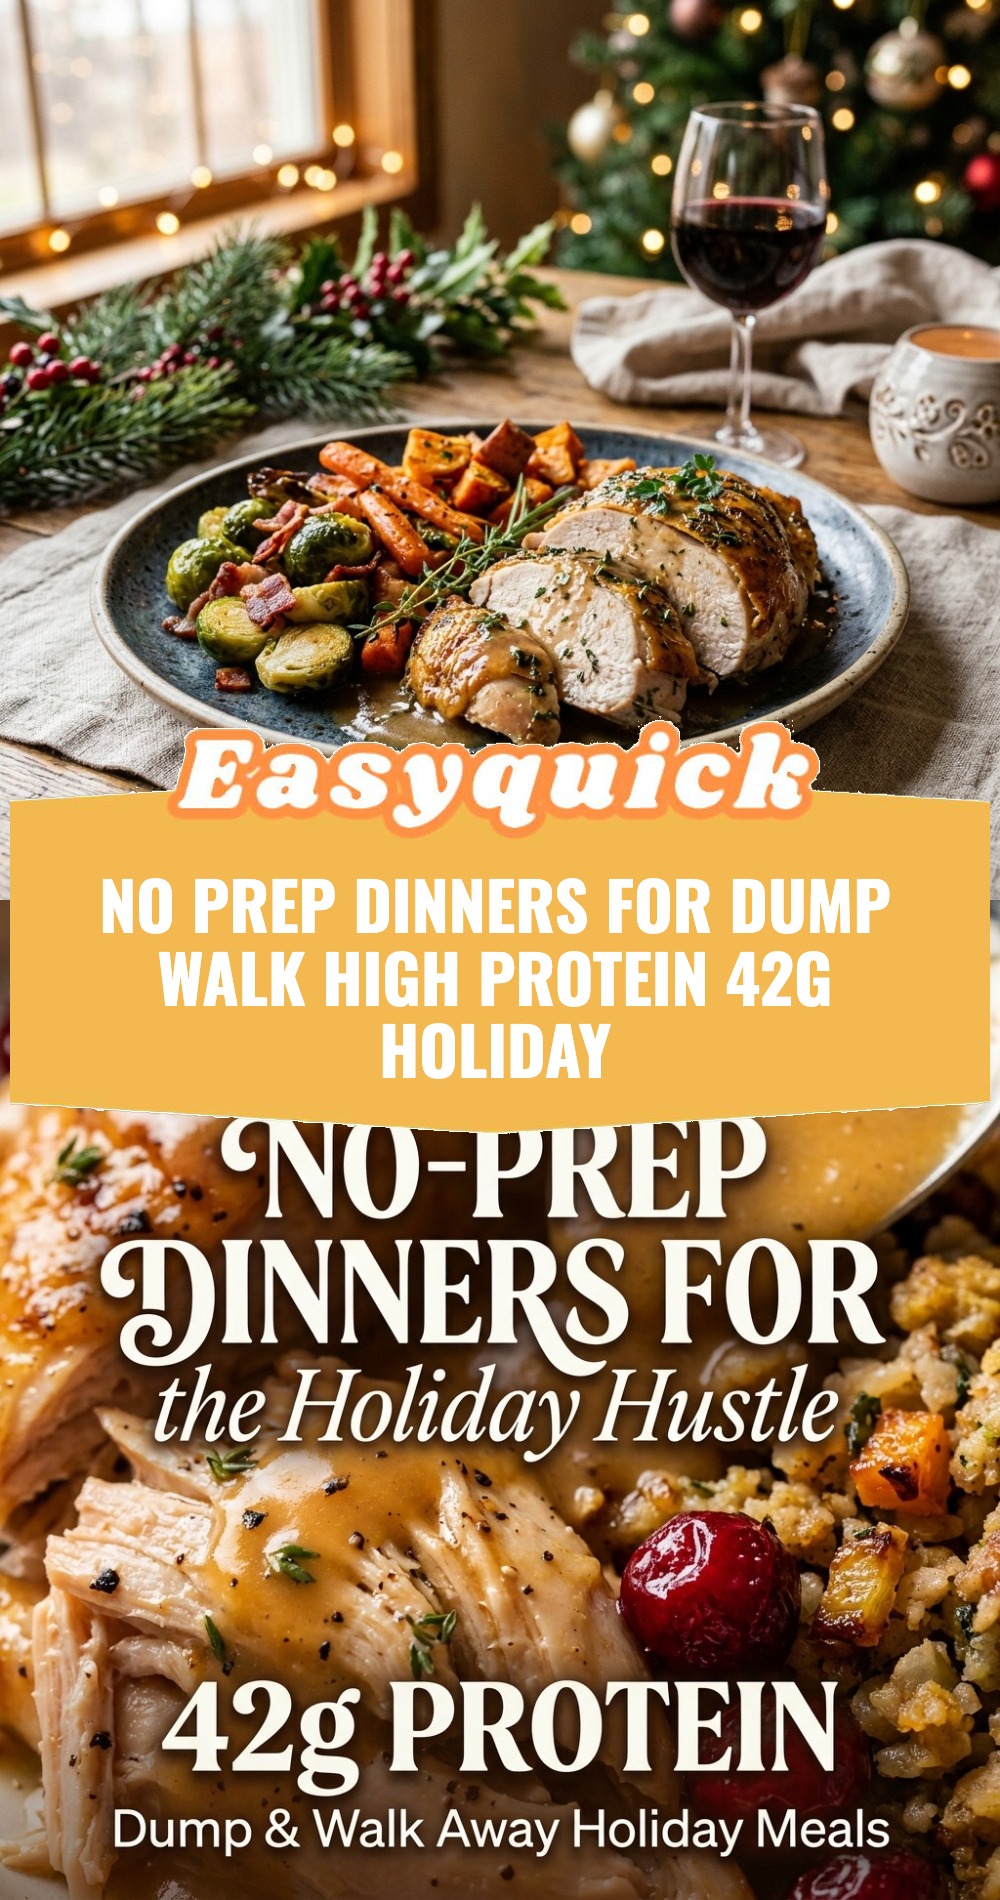 Easyquick
NO PREP DINNERS FOR DUMP
WALK HIGH PROTEIN 42G
HOLIDAY
NO-PREP
DINNERS FOR
the Holiday Hustle
42g PROTEIN
Dump & Walk Away Holiday Meals